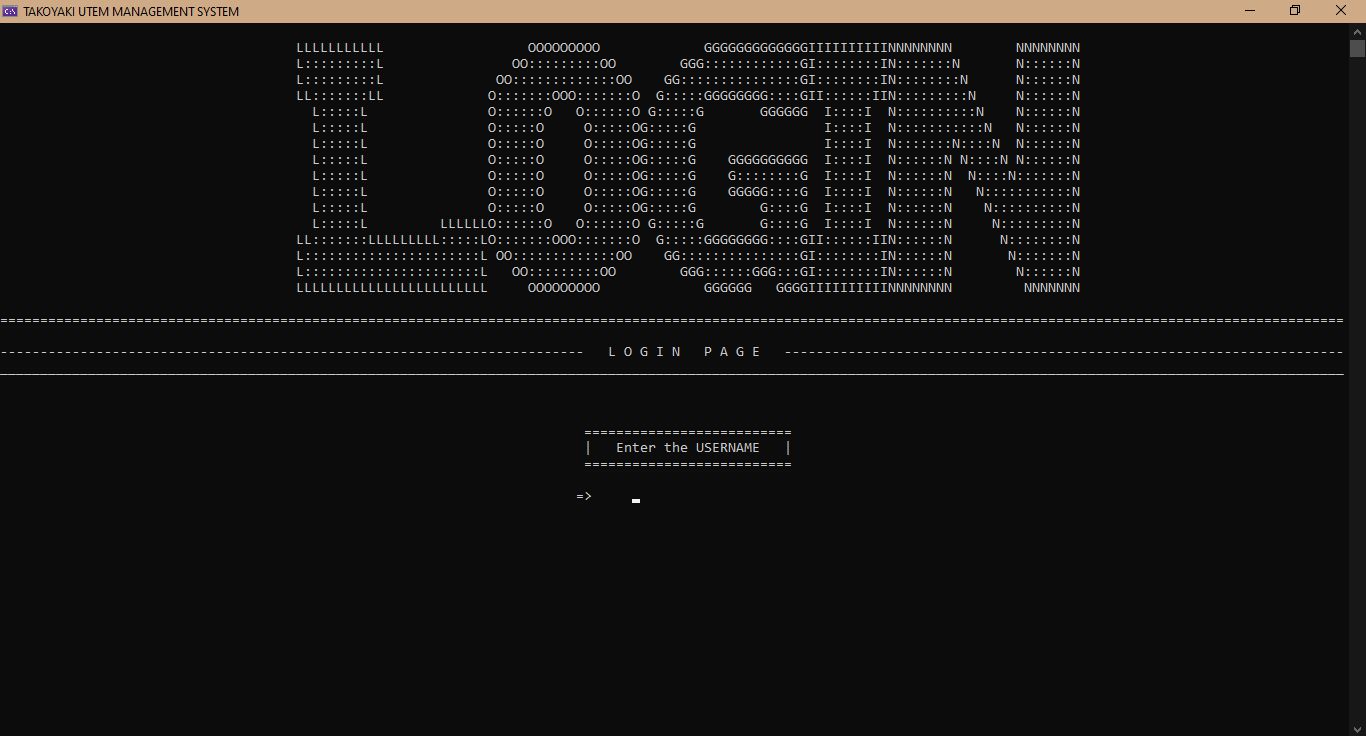 TAKOYAKI UTEM MANAGEMENT SYSTEM
LLLLLLLLLLL                  OOOOOOOOO             GGGGGGGGGGGGGIIIIIIIIIINNNNNNNN        NNNNNNNN
L:::::::::L                OO:::::::::OO        GGG::::::::::::GI::::::::IN:::::::N       N::::::N
L:::::::::L              OO:::::::::::::OO    GG:::::::::::::::GI::::::::IN::::::::N      N::::::N
LL:::::::LL             O:::::::OOO:::::::O  G:::::GGGGGGGG::::GII::::::IIN:::::::::N     N::::::N
  L:::::L               O::::::O   O::::::O G:::::G       GGGGGG  I::::I  N::::::::::N    N::::::N
  L:::::L               O:::::O     O:::::OG:::::G                I::::I  N:::::::::::N   N::::::N
  L:::::L               O:::::O     O:::::OG:::::G                I::::I  N:::::::N::::N  N::::::N
  L:::::L               O:::::O     O:::::OG:::::G    GGGGGGGGGG  I::::I  N::::::N N::::N N::::::N
  L:::::L               O:::::O     O:::::OG:::::G    G::::::::G  I::::I  N::::::N  N::::N:::::::N
  L:::::L               O:::::O     O:::::OG:::::G    GGGGG::::G  I::::I  N::::::N   N:::::::::::N
  L:::::L               O:::::O     O:::::OG:::::G        G::::G  I::::I  N::::::N    N::::::::::N
  L:::::L         LLLLLLO::::::O   O::::::O G:::::G       G::::G  I::::I  N::::::N     N:::::::::N
LL:::::::LLLLLLLLL:::::LO:::::::OOO:::::::O  G:::::GGGGGGGG::::GII::::::IIN::::::N      N::::::::N
L::::::::::::::::::::::L OO:::::::::::::OO    GG:::::::::::::::GI::::::::IN::::::N       N:::::::N
L::::::::::::::::::::::L   OO:::::::::OO        GGG::::::GGG:::GI::::::::IN::::::N        N::::::N
LLLLLLLLLLLLLLLLLLLLLLLL     OOOOOOOOO             GGGGGG   GGGGIIIIIIIIIINNNNNNNN         NNNNNNN
L O G I N   P A G E
| Enter the USERNAME |
=>